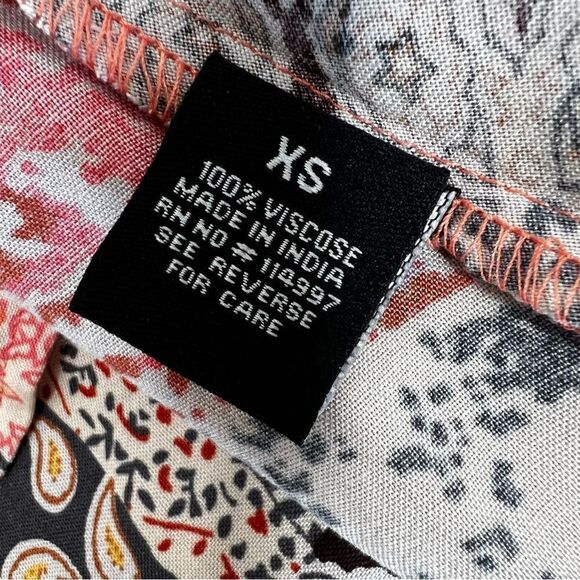 XS
100% VISCOSE
MADE IN INDIA
RN NO # 114997
SEE REVERSE
FOR CARE